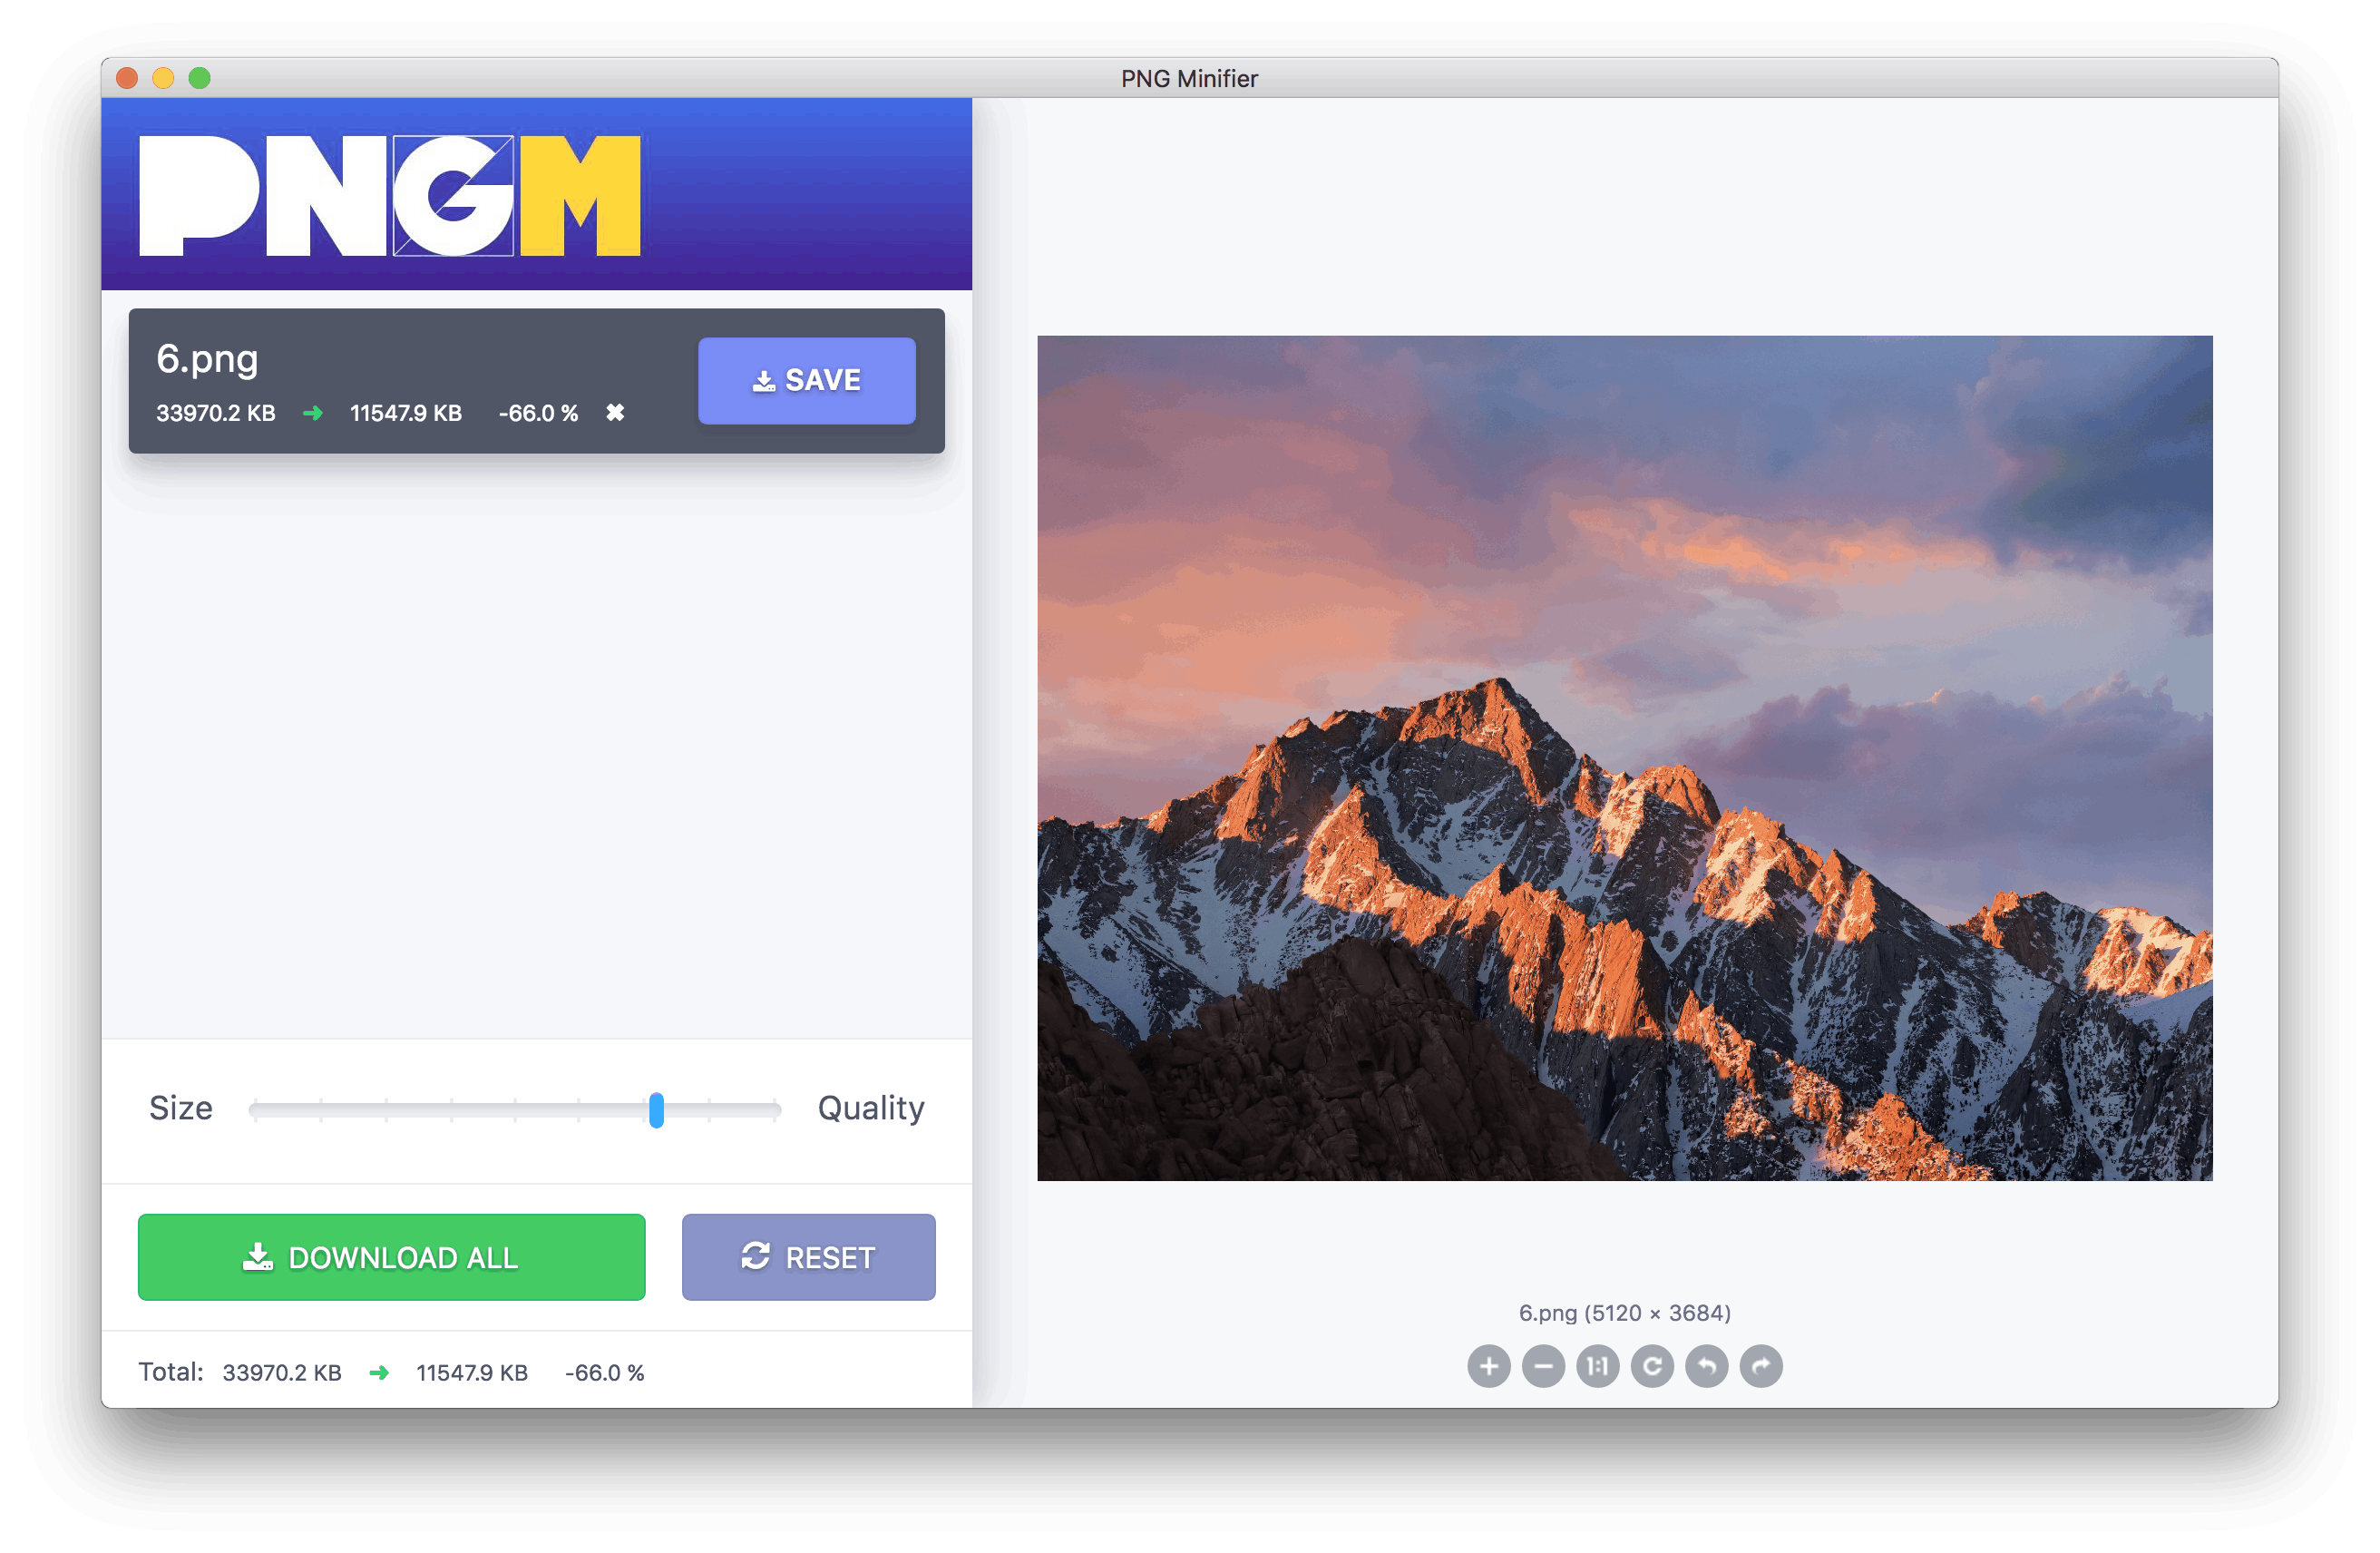 PNG Minifier
PNGM
6.png
33970.2 KB ➜ 11547.9 KB -66.0 % ✖
SAVE
Size
Quality
DOWNLOAD ALL
RESET
Total: 33970.2 KB ➜ 11547.9 KB -66.0 %
6.png (5120 × 3684)
1:1